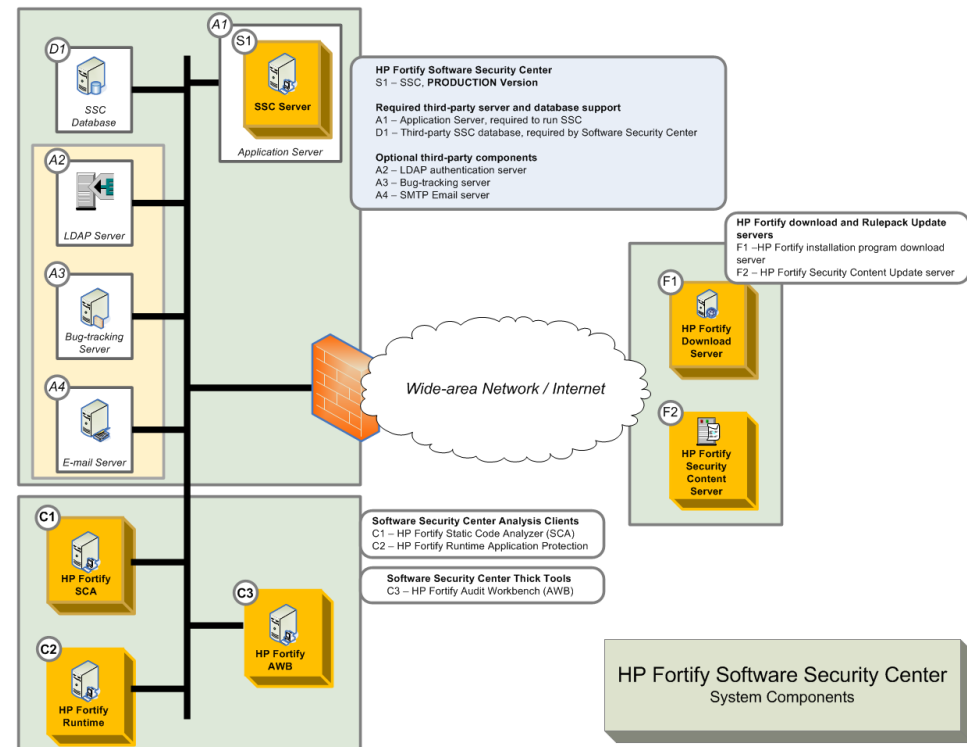 D1
SSC
Database
A1
S1
SSC Server
Application Server
HP Fortify Software Security Center
S1 – SSC, PRODUCTION Version
Required third-party server and database support
A1 – Application Server, required to run SSC
D1 – Third-party SSC database, required by Software Security Center
Optional third-party components
A2 – LDAP authentication server
A3 – Bug-tracking server
A4 – SMTP Email server
A2
LDAP Server
A3
Bug-tracking
Server
A4
E-mail Server
Wide-area Network / Internet
HP Fortify download and Rulepack Update
servers
F1 –HP Fortify installation program download
server
F2 – HP Fortify Security Content Update server
F1
HP Fortify
Download
Server
F2
HP Fortify
Security
Content
Server
C1
HP Fortify
SCA
C2
HP Fortify
Runtime
C3
HP Fortify
AWB
Software Security Center Analysis Clients
C1 – HP Fortify Static Code Analyzer (SCA)
C2 – HP Fortify Runtime Application Protection
Software Security Center Thick Tools
C3 – HP Fortify Audit Workbench (AWB)
HP Fortify Software Security Center
System Components